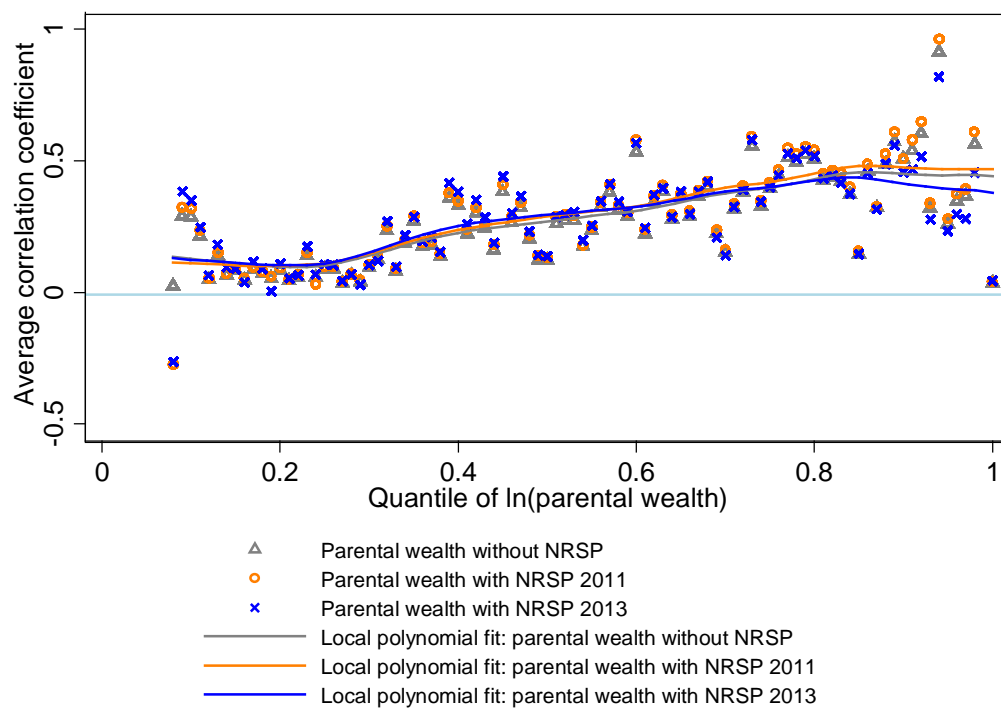 Average correlation coefficient
1
0.5
0
-0.5
0
0.2
0.4
0.6
0.8
1
Quantile of ln(parental wealth)
Parental wealth without NRSP
Parental wealth with NRSP 2011
Parental wealth with NRSP 2013
Local polynomial fit: parental wealth without NRSP
Local polynomial fit: parental wealth with NRSP 2011
Local polynomial fit: parental wealth with NRSP 2013